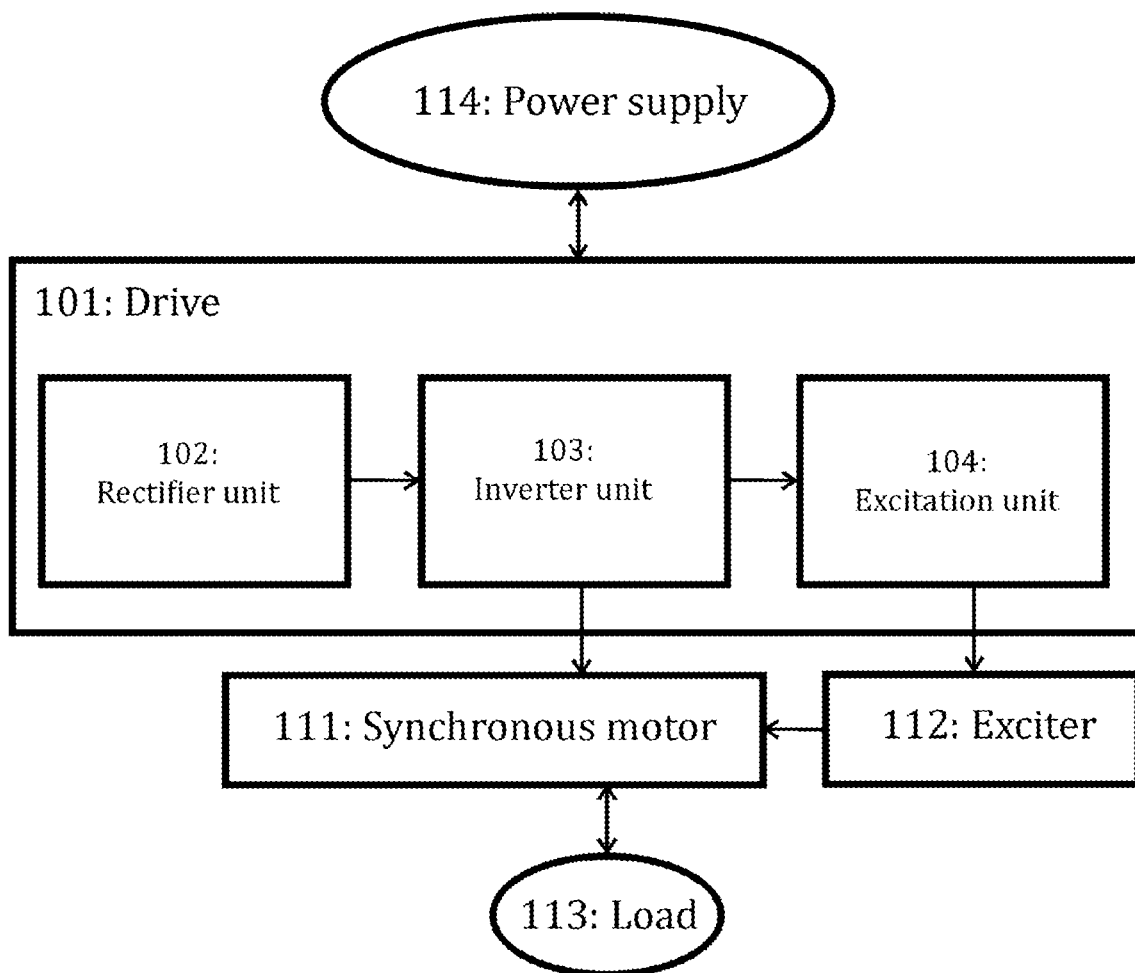 114: Power supply
101: Drive
102:
Rectifier unit
103:
Inverter unit
104:
Excitation unit
111: Synchronous motor
112: Exciter
113: Load